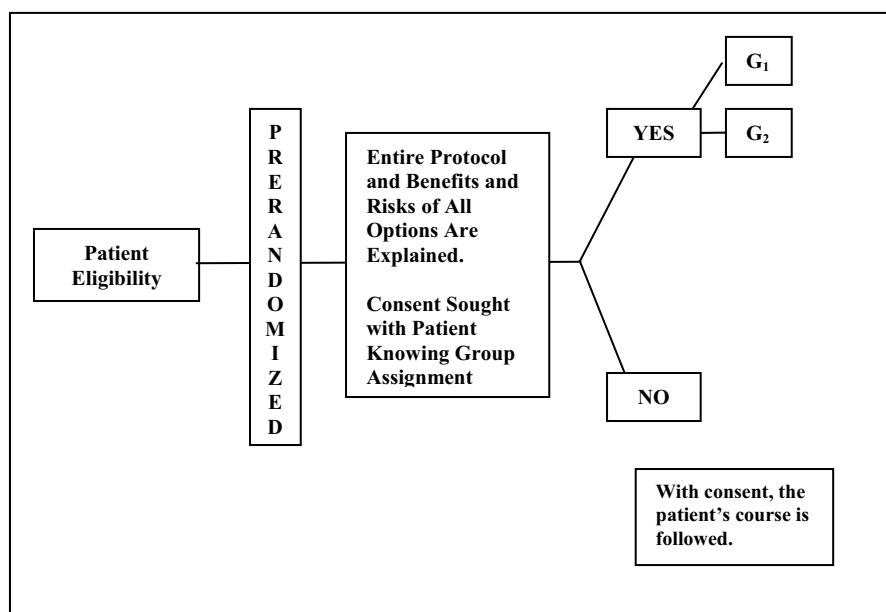 Patient
Eligibility
P
R
E
R
A
N
D
O
M
I
Z
E
D
Entire Protocol
and Benefits and
Risks of All
Options Are
Explained.
Consent Sought
with Patient
Knowing Group
Assignment
YES
G₁
G₂
NO
With consent, the
patient’s course is
followed.